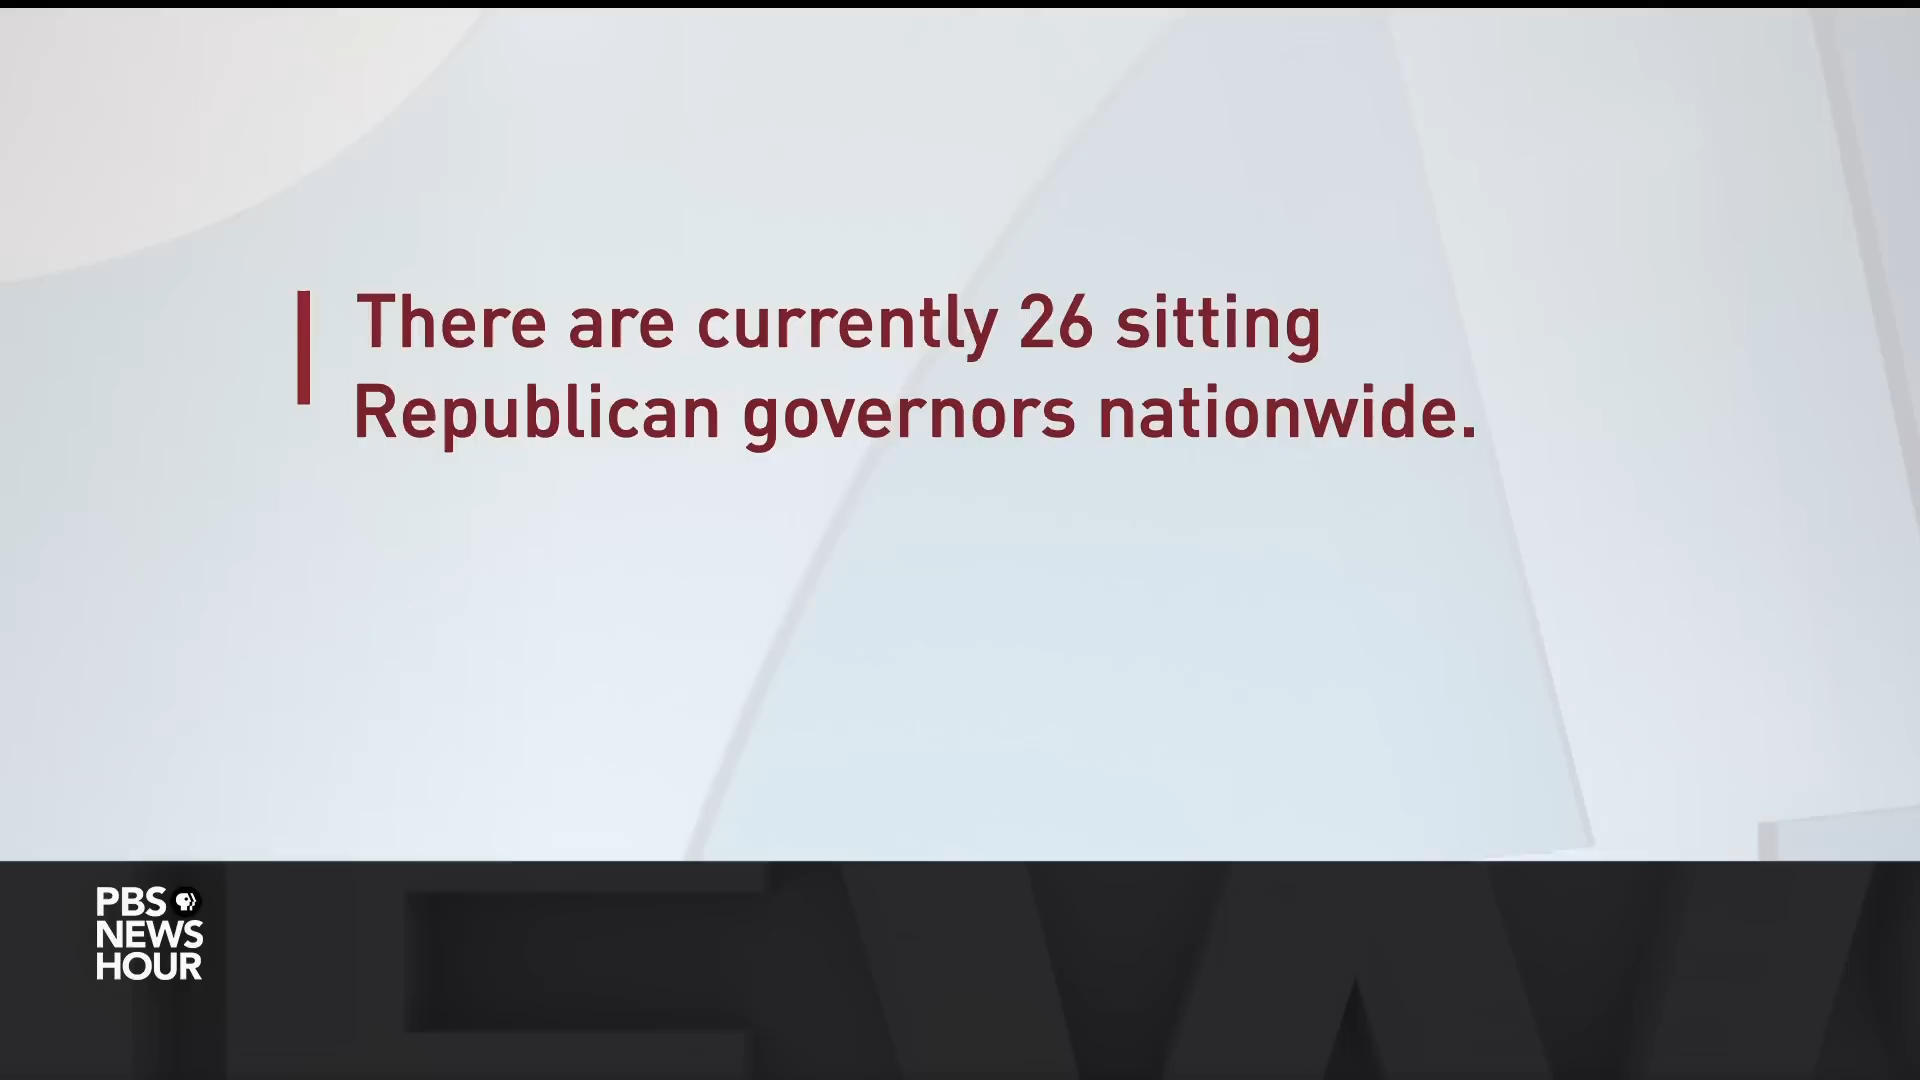 There are currently 26 sitting
Republican governors nationwide.
PBS
NEWS
HOUR